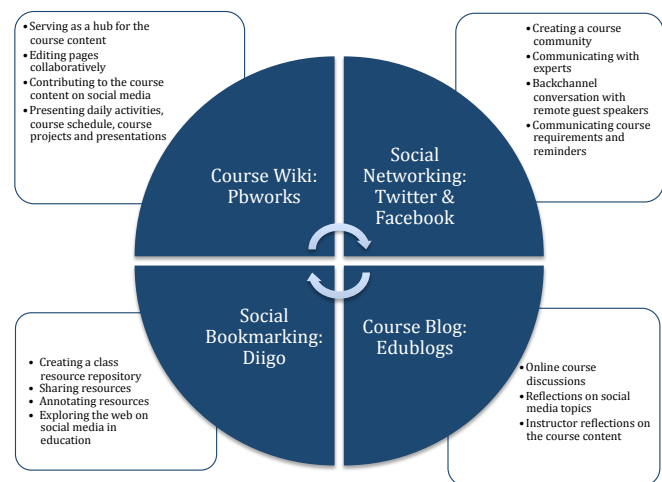 •Serving as a hub for the
course content
•Editing pages
collaboratively
•Contributing to the course
content on social media
•Presenting daily activities,
course schedule, course
projects and presentations
•Creating a course
community
•Communicating with
experts
•Backchannel
conversation with
remote guest speakers
•Communicating course
requirements and
reminders
Course Wiki:
Pbworks
Social
Networking:
Twitter &
Facebook
Social
Bookmarking:
Diigo
Course Blog:
Edublogs
• Creating a class
resource repository
• Sharing resources
• Annotating resources
• Exploring the web on
social media in
education
•Online course
discussions
•Reflections on social
media topics
•Instructor reflections on
the course content